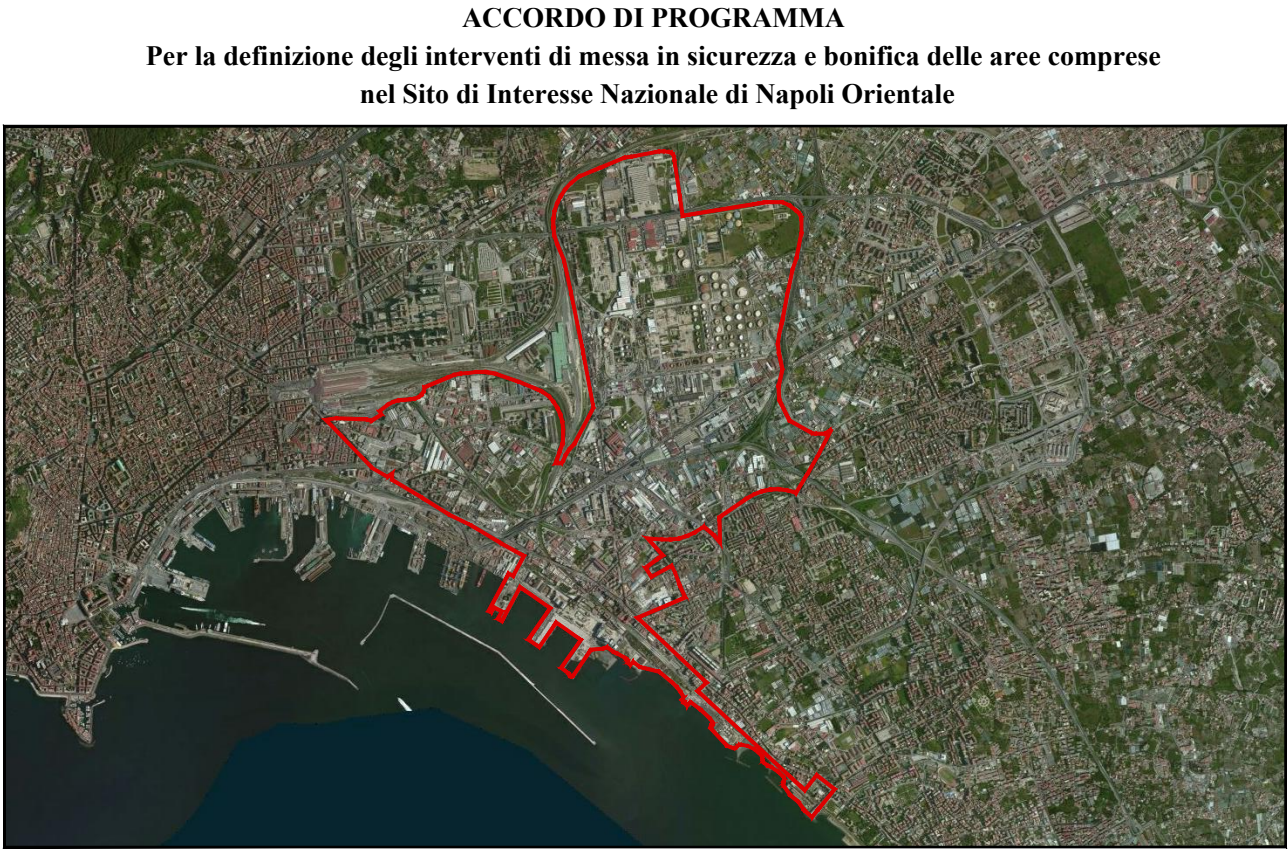 ACCORDO DI PROGRAMMA
Per la definizione degli interventi di messa in sicurezza e bonifica delle aree comprese
nel Sito di Interesse Nazionale di Napoli Orientale